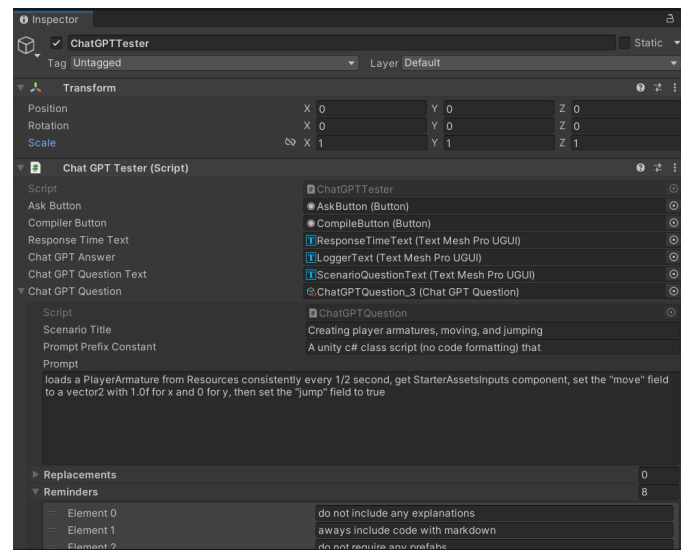 Inspector
ChatGPTTester Static
Tag Untagged Layer Default
Transform
Position X 0 Y 0 Z 0
Rotation X 0 Y 0 Z 0
Scale X 1 Y 1 Z 1
# Chat GPT Tester (Script)
Script # ChatGPTTester
Ask Button AskButton (Button)
Compiler Button CompileButton (Button)
Response Time Text T ResponseTimeText (Text Mesh Pro UGUI)
Chat GPT Answer T LoggerText (Text Mesh Pro UGUI)
Chat GPT Question Text T ScenarioQuestionText (Text Mesh Pro UGUI)
Chat GPT Question ChatGPTQuestion_3 (Chat GPT Question)
Script # ChatGPTQuestion
Scenario Title Creating player armatures, moving, and jumping
Prompt Prefix Constant A unity c# class script (no code formatting) that
Prompt
loads a PlayerArmature from Resources consistently every 1/2 second, get StarterAssetsInputs component, set the "move" field
to a vector2 with 1.0f for x and 0 for y, then set the "jump" field to true
Replacements 0
Reminders 8
Element 0 do not include any explanations
Element 1 aways include code with markdown
Element 2 do not require any prefabs